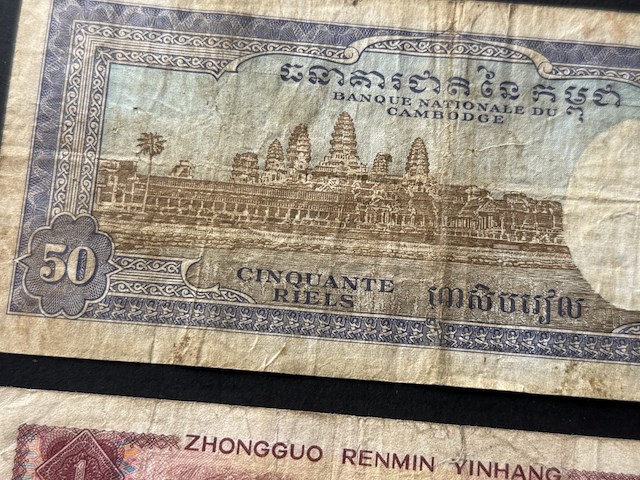 ធនាគារជាតិនៃកម្ពុជា
BANQUE NATIONALE DU
CAMBODGE
50
CINQUANTE
RIELS
ហាសិបរៀល
1
ZHONGGUO RENMIN YINHANG